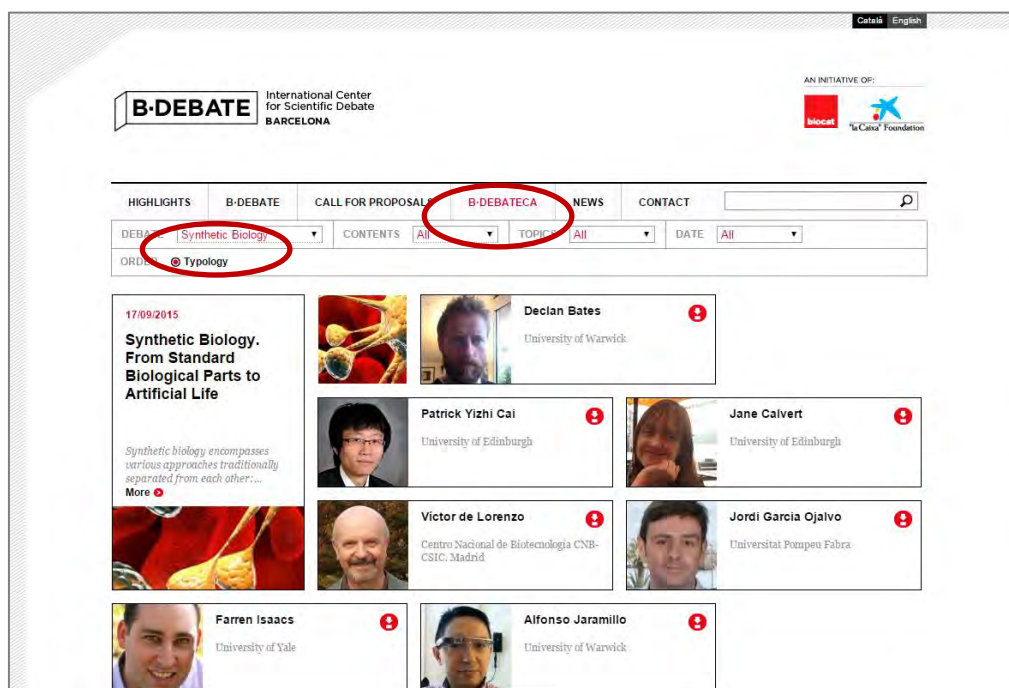 Català English
AN INITIATIVE OF:
B·DEBATE
International Center
for Scientific Debate
BARCELONA
biocat
"la Caixa" Foundation
HIGHLIGHTS B·DEBATE CALL FOR PROPOSALS B·DEBATECA NEWS CONTACT
DEBATE Synthetic Biology CONTENTS All TOPICS All DATE All
ORDER Typology
17/09/2015
Synthetic Biology.
From Standard
Biological Parts to
Artificial Life
Synthetic biology encompasses
various approaches traditionally
separated from each other:...
More
Declan Bates
University of Warwick
Patrick Yizhi Cai
University of Edinburgh
Jane Calvert
University of Edinburgh
Víctor de Lorenzo
Centro Nacional de Biotecnología CNB-
CSIC. Madrid
Jordi Garcia Ojalvo
Universitat Pompeu Fabra
Farren Isaacs
University of Yale
Alfonso Jaramillo
University of Warwick